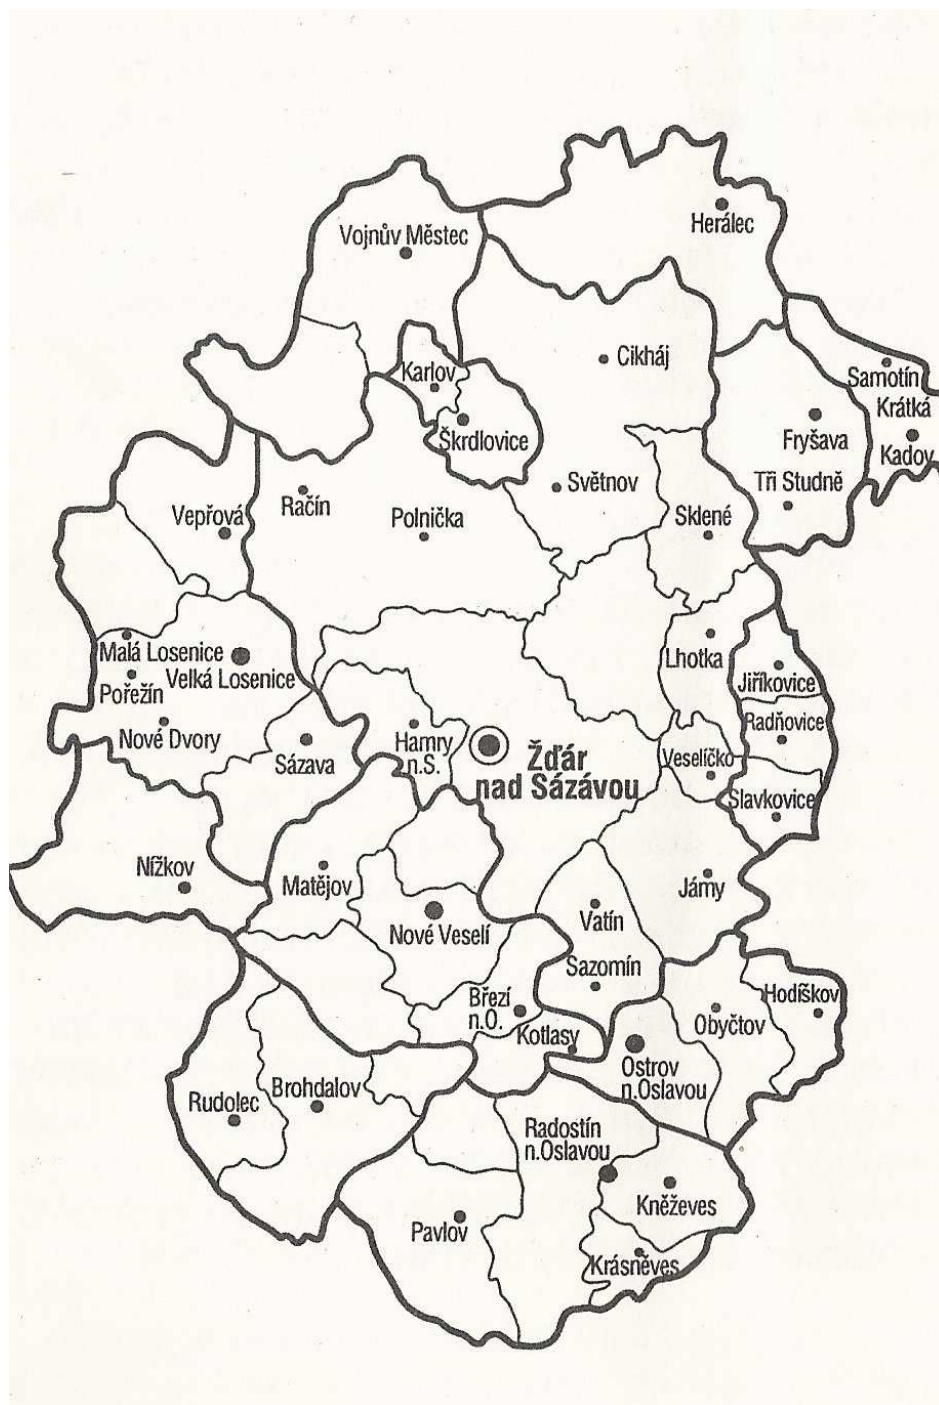 Herálec
Vojnův Městec
Cikháj
Karlov
Samotín
Krátká
Škrdlovice
Fryšava
Kadov
Tři Studně
Světnov
Račín
Vepřová
Polnička
Sklené
Malá Losenice
Lhotka
Velká Losenice
Pořežín
Jiříkovice
Radňovice
Nové Dvory
Hamry
n.S.
Sázava
Žďár
nad Sázávou
Veselíčko
Slavkovice
Nížkov
Matějov
Jámy
Vatín
Nové Veselí
Sazomín
Březí
n.O.
Hodíškov
Obyčtov
Kotlasy
Ostrov
n.Oslavou
Brohdalov
Rudolec
Radostín
n.Oslavou
Kněževes
Pavlov
Krásněves